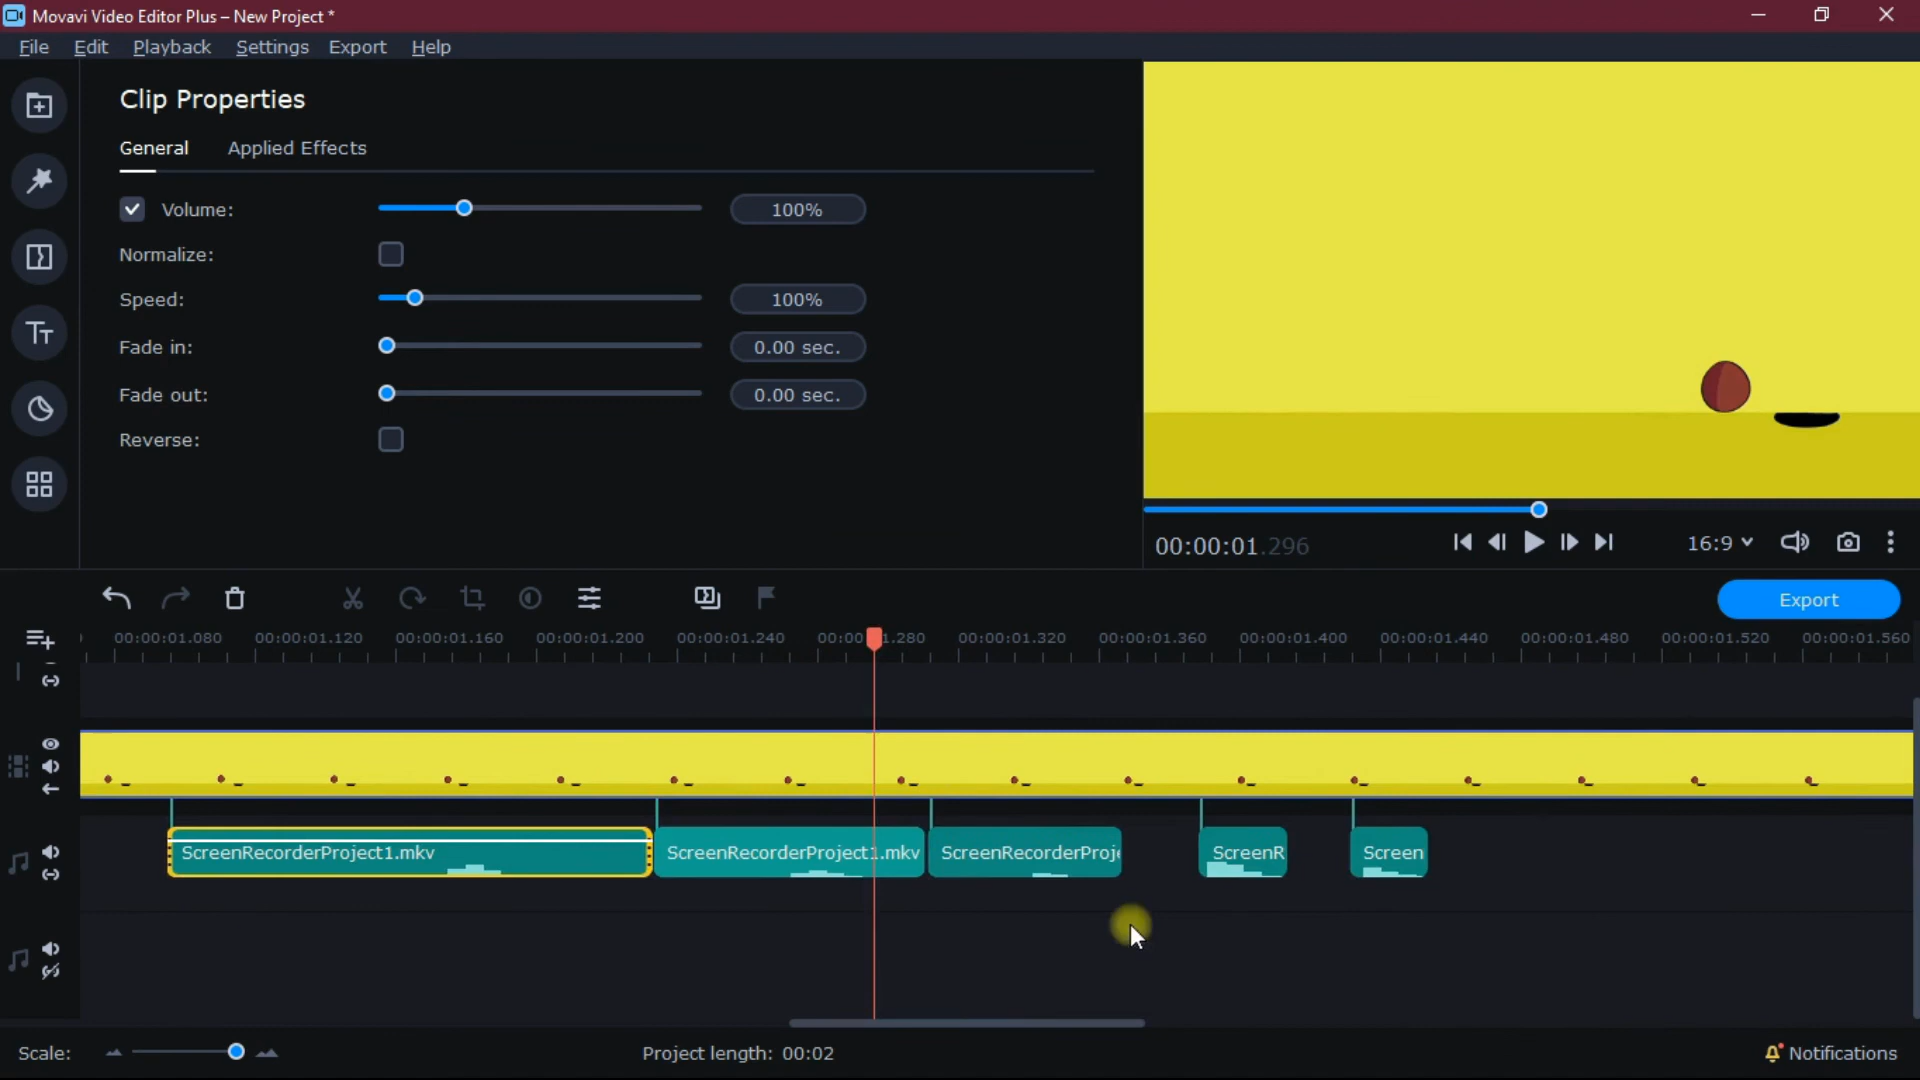 Movavi Video Editor Plus – New Project *
File Edit Playback Settings Export Help
Clip Properties
General Applied Effects
Volume: 100%
Normalize:
Speed: 100%
Fade in: 0.00 sec.
Fade out: 0.00 sec.
Reverse:
00:00:01.296
16:9
Export
00:00:01.080 00:00:01.120 00:00:01.160 00:00:01.200 00:00:01.240 00:00:01.280 00:00:01.320 00:00:01.360 00:00:01.400 00:00:01.440 00:00:01.480 00:00:01.520 00:00:01.560
ScreenRecorderProject1.mkv ScreenRecorderProject1.mkv ScreenRecorderProje ScreenR Screen
Scale: Project length: 00:02 Notifications